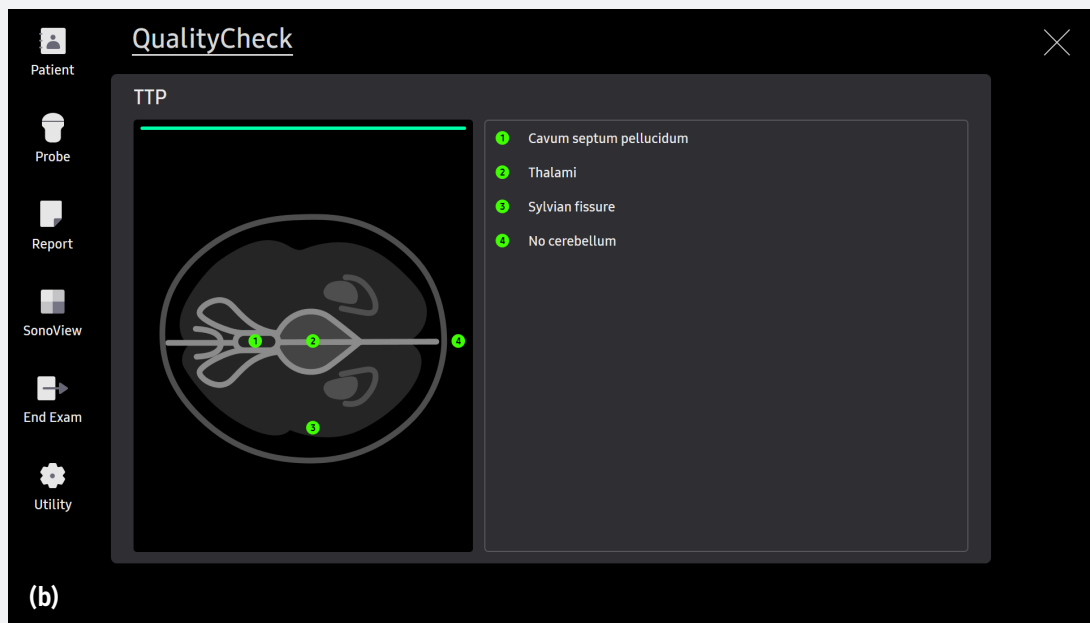 QualityCheck
Patient
Probe
Report
SonoView
End Exam
Utility
TTP
1 Cavum septum pellucidum
2 Thalami
3 Sylvian fissure
4 No cerebellum
1
2
4
3
(b)